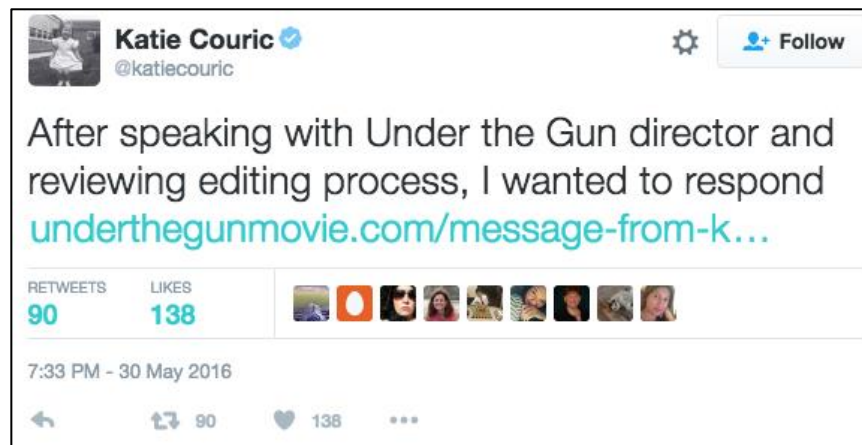 Katie Couric
@katiecouric
Follow
After speaking with Under the Gun director and
reviewing editing process, I wanted to respond
underthegunmovie.com/message-from-k...
RETWEETS LIKES
90 138
7:33 PM - 30 May 2016
90 138